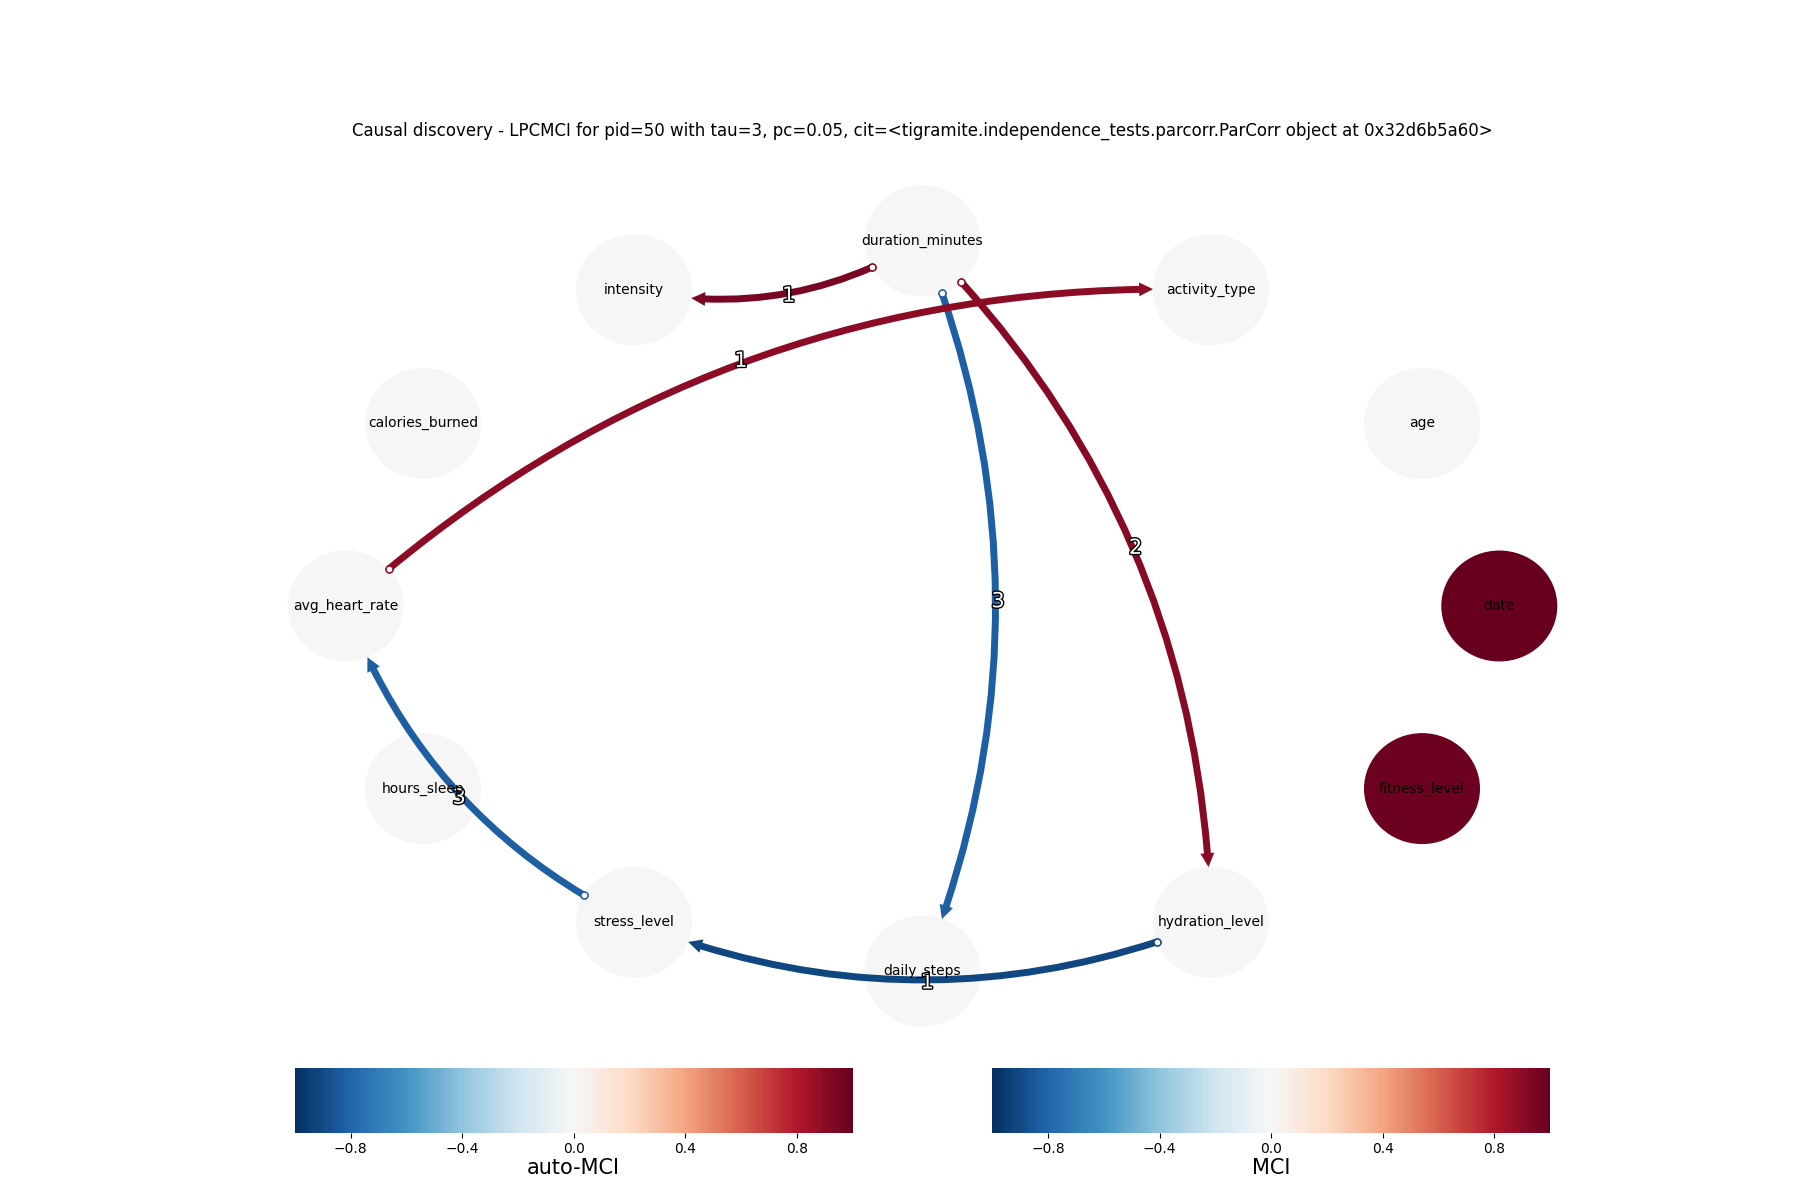 Causal discovery - LPCMCI for pid=50 with tau=3, pc=0.05, cit=<tigramite.independence_tests.parcorr.ParCorr object at 0x32d6b5a60>
duration_minutes
intensity
activity_type
1
1
calories_burned
age
2
3
avg_heart_rate
date
hours_sleep
3
fitness_level
stress_level
hydration_level
daily_steps
1
−0.8 −0.4 0.0 0.4 0.8
auto-MCI
−0.8 −0.4 0.0 0.4 0.8
MCI